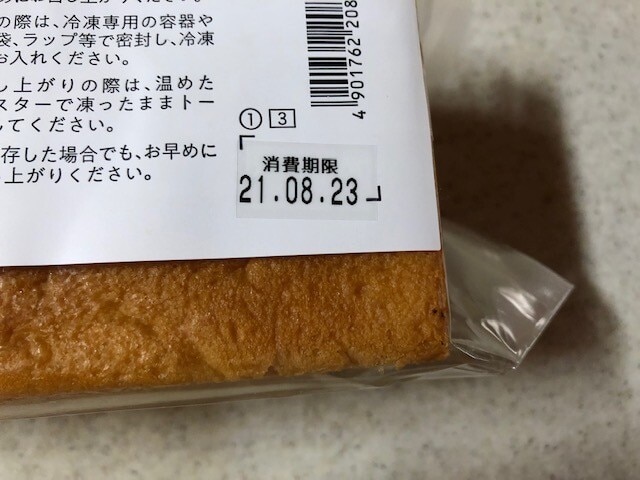 の際は、冷凍専用の容器や
袋、ラップ等で密封し、冷凍
お入れください。
し上がりの際は、温めた
スターで凍ったままトー
してください。
存した場合でも、お早めに
上がりください。
4 901762 208
① 3
消費期限
21.08.23